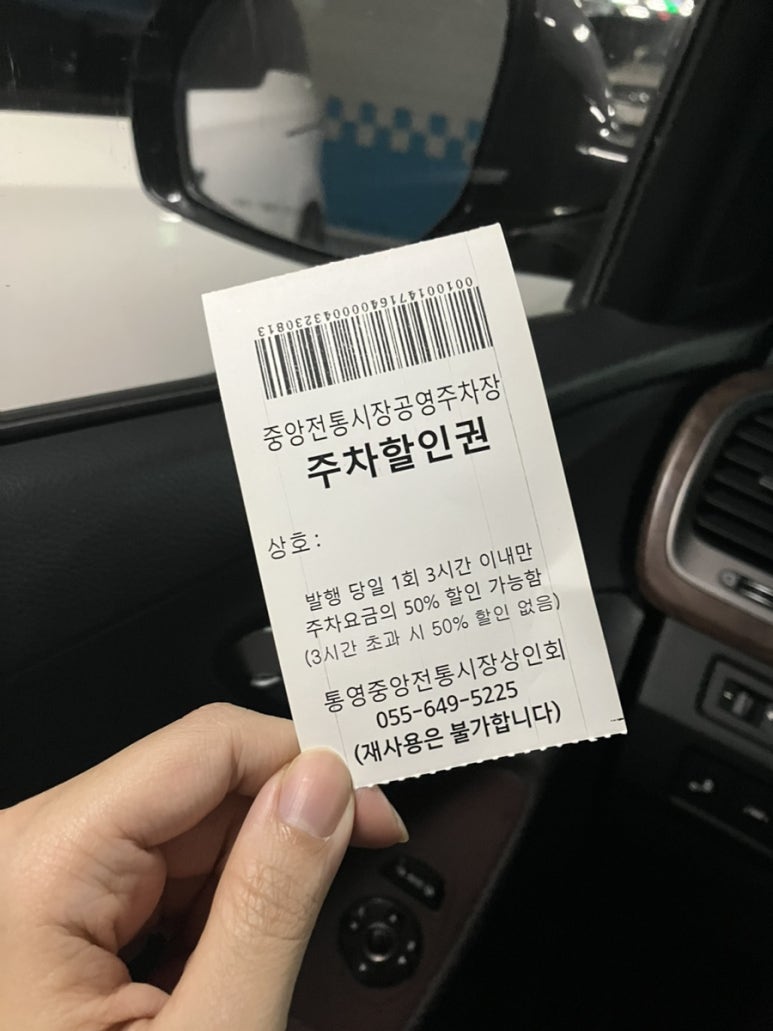 001001471640000043230813
중앙전통시장공영주차장
주차할인권
상호:
발행 당일 1회 3시간 이내만
주차요금의 50% 할인 가능함
(3시간 초과 시 50% 할인 없음)
통영중앙전통시장상인회
055-649-5225
(재사용은 불가합니다)